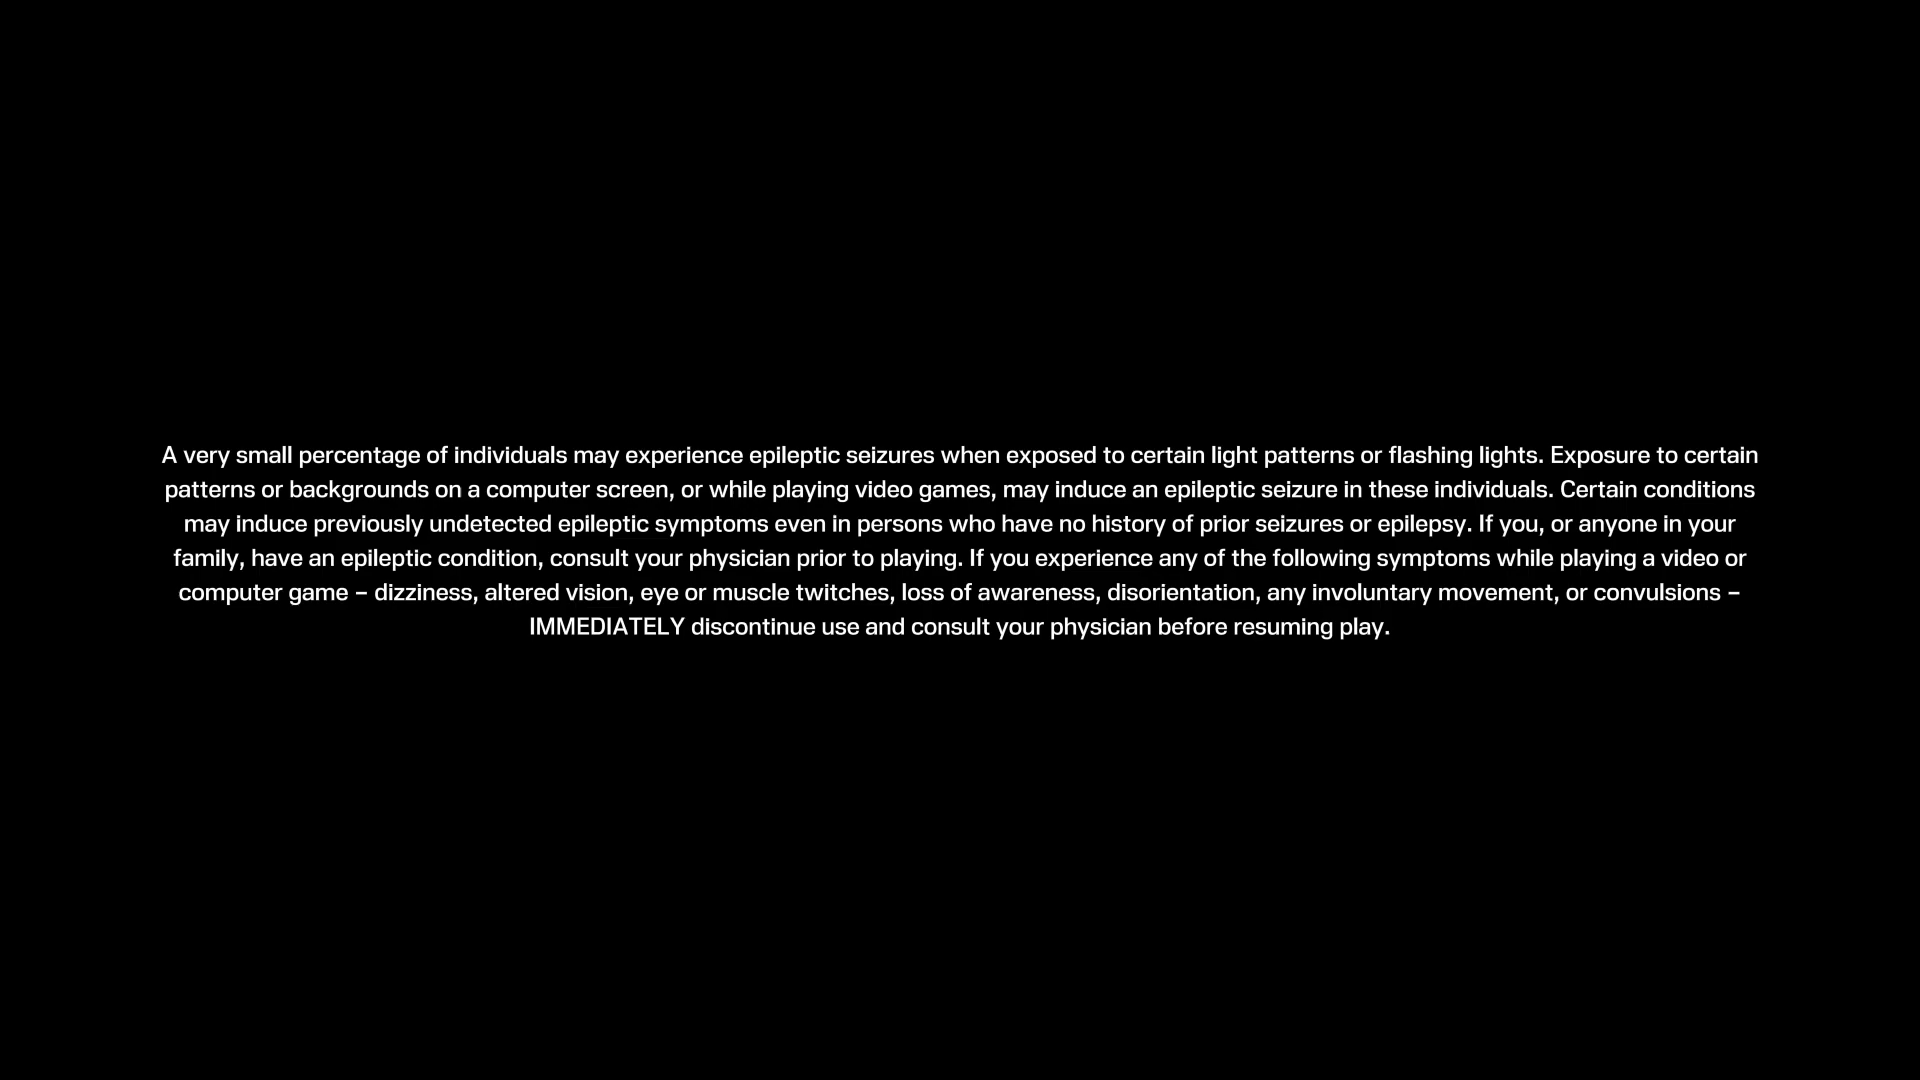 A very small percentage of individuals may experience epileptic seizures when exposed to certain light patterns or flashing lights. Exposure to certain
patterns or backgrounds on a computer screen, or while playing video games, may induce an epileptic seizure in these individuals. Certain conditions
may induce previously undetected epileptic symptoms even in persons who have no history of prior seizures or epilepsy. If you, or anyone in your
family, have an epileptic condition, consult your physician prior to playing. If you experience any of the following symptoms while playing a video or
computer game – dizziness, altered vision, eye or muscle twitches, loss of awareness, disorientation, any involuntary movement, or convulsions –
IMMEDIATELY discontinue use and consult your physician before resuming play.